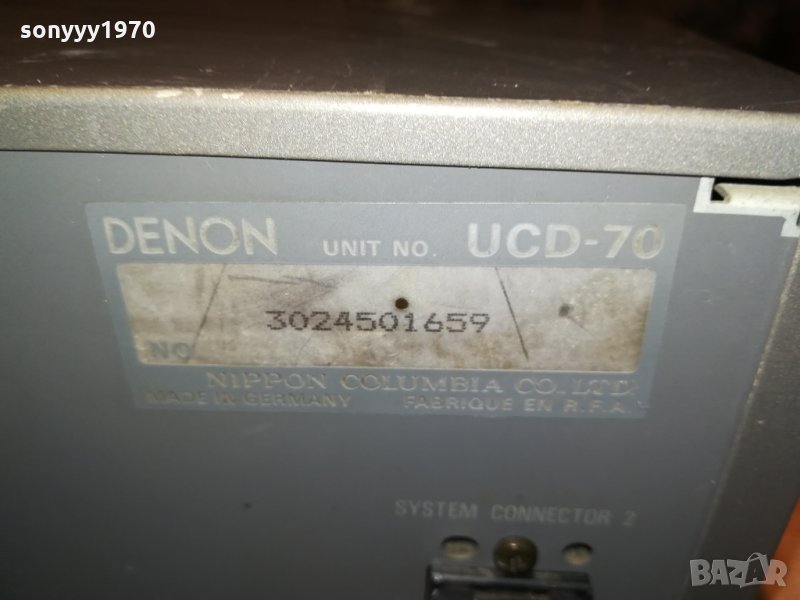 sonyyy1970
DENON UNIT NO. UCD-70
3024501659
NO
NIPPON COLUMBIA CO. LTD.
MADE IN GERMANY FABRIQUE EN R.F.A.
SYSTEM CONNECTOR 2
BAZAR